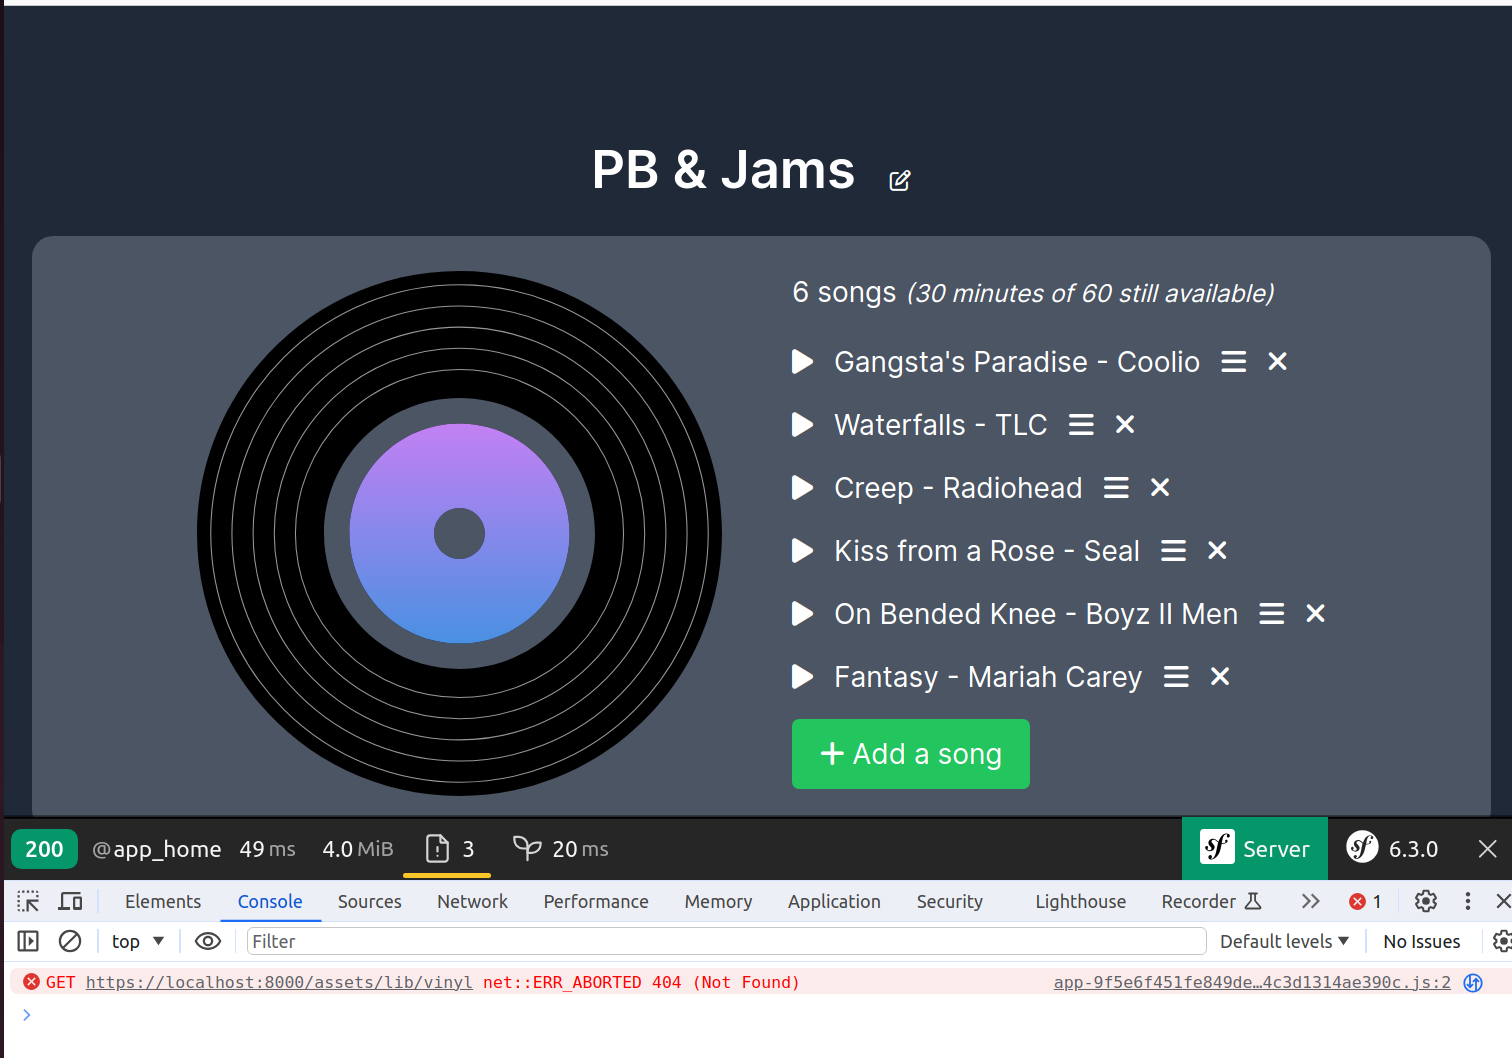 PB & Jams
6 songs (30 minutes of 60 still available)
Gangsta's Paradise - Coolio
Waterfalls - TLC
Creep - Radiohead
Kiss from a Rose - Seal
On Bended Knee - Boyz II Men
Fantasy - Mariah Carey
+ Add a song
200 @app_home 49 ms 4.0 MiB 3 20 ms sf Server sf 6.3.0
Elements Console Sources Network Performance Memory Application Security Lighthouse Recorder 1
top Filter Default levels No Issues
GET https://localhost:8000/assets/lib/vinyl net::ERR_ABORTED 404 (Not Found) app-9f5e6f451fe849de…4c3d1314ae390c.js:2